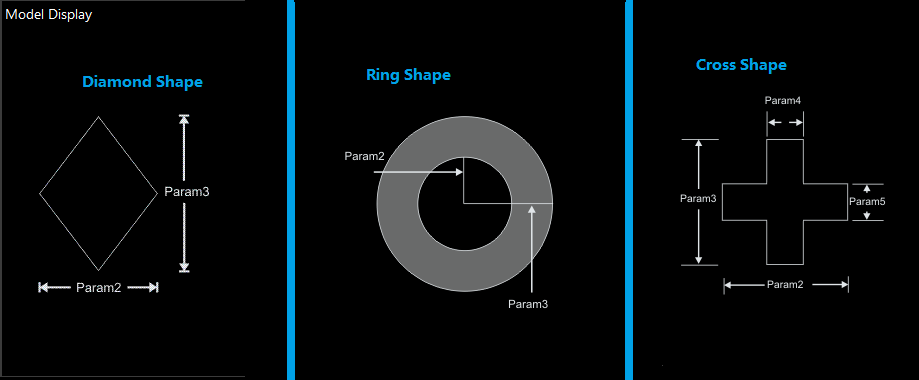 Model Display
Diamond Shape
Param3
Param2
Ring Shape
Param2
Param3
Cross Shape
Param4
Param3
Param5
Param2